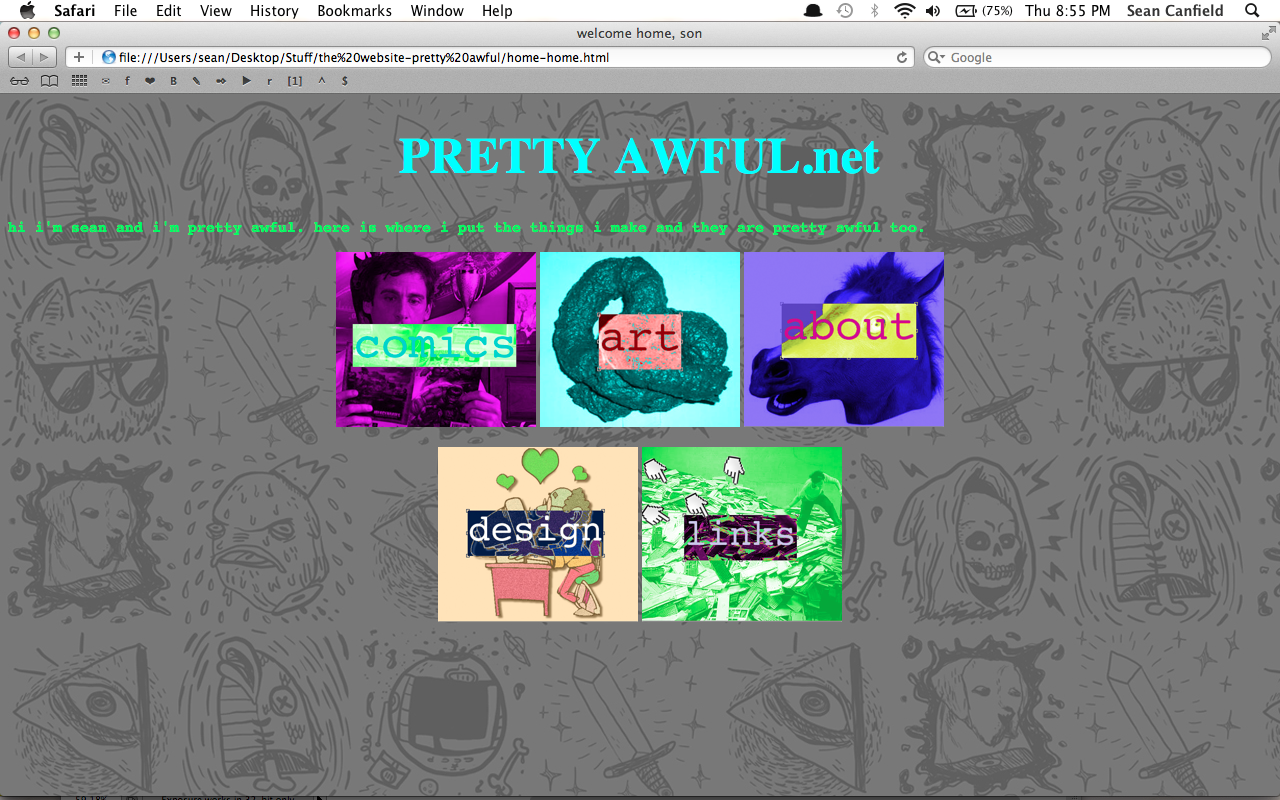 Safari File Edit View History Bookmarks Window Help (75%) Thu 8:55 PM Sean Canfield
welcome home, son
file:///Users/sean/Desktop/Stuff/the%20website-pretty%20awful/home-home.html
Google
f B r [1] ^ $
PRETTY AWFUL.net
hi i'm sean and i'm pretty awful. here is where i put the things i make and they are pretty awful too.
comics
art
about
design
links